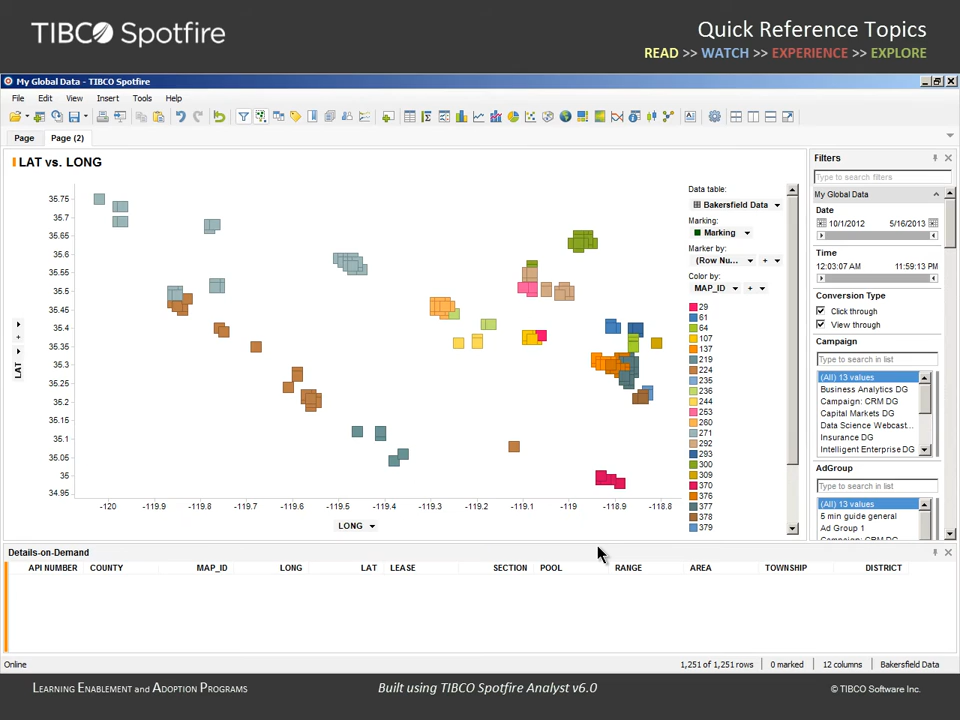 TIBCO Spotfire
Quick Reference Topics
READ >> WATCH >> EXPERIENCE >> EXPLORE
My Global Data - TIBCO Spotfire
File Edit View Insert Tools Help
Page Page (2)
LAT vs. LONG
35.75
35.7
35.65
35.6
35.55
35.5
35.45
35.4
35.35
35.3
35.25
35.2
35.15
35.1
35.05
35
34.95
LAT
-120 -119.9 -119.8 -119.7 -119.6 -119.5 -119.4 -119.3 -119.2 -119.1 -119 -118.9 -118.8
LONG
Data table:
Bakersfield Data
Marking:
Marking
Marker by:
(Row Nu...
Color by:
MAP_ID
29
61
64
107
137
219
224
235
236
244
253
260
271
292
293
300
309
370
376
377
378
379
Filters
Type to search filters
My Global Data
Date
10/1/2012 5/16/2013
Time
12:03:07 AM 11:59:13 PM
Conversion Type
Click through
View through
Campaign
Type to search in list
(All) 13 values
Business Analytics DG
Campaign: CRM DG
Capital Markets DG
Data Science Webcast...
Insurance DG
Intelligent Enterprise DG
AdGroup
Type to search in list
(All) 13 values
5 min guide general
Ad Group 1
Campaign: CRM DG
Details-on-Demand
API NUMBER COUNTY MAP_ID LONG LAT LEASE SECTION POOL RANGE AREA TOWNSHIP DISTRICT
Online 1,251 of 1,251 rows 0 marked 12 columns Bakersfield Data
LEARNING ENABLEMENT AND ADOPTION PROGRAMS
Built using TIBCO Spotfire Analyst v6.0
© TIBCO Software Inc.